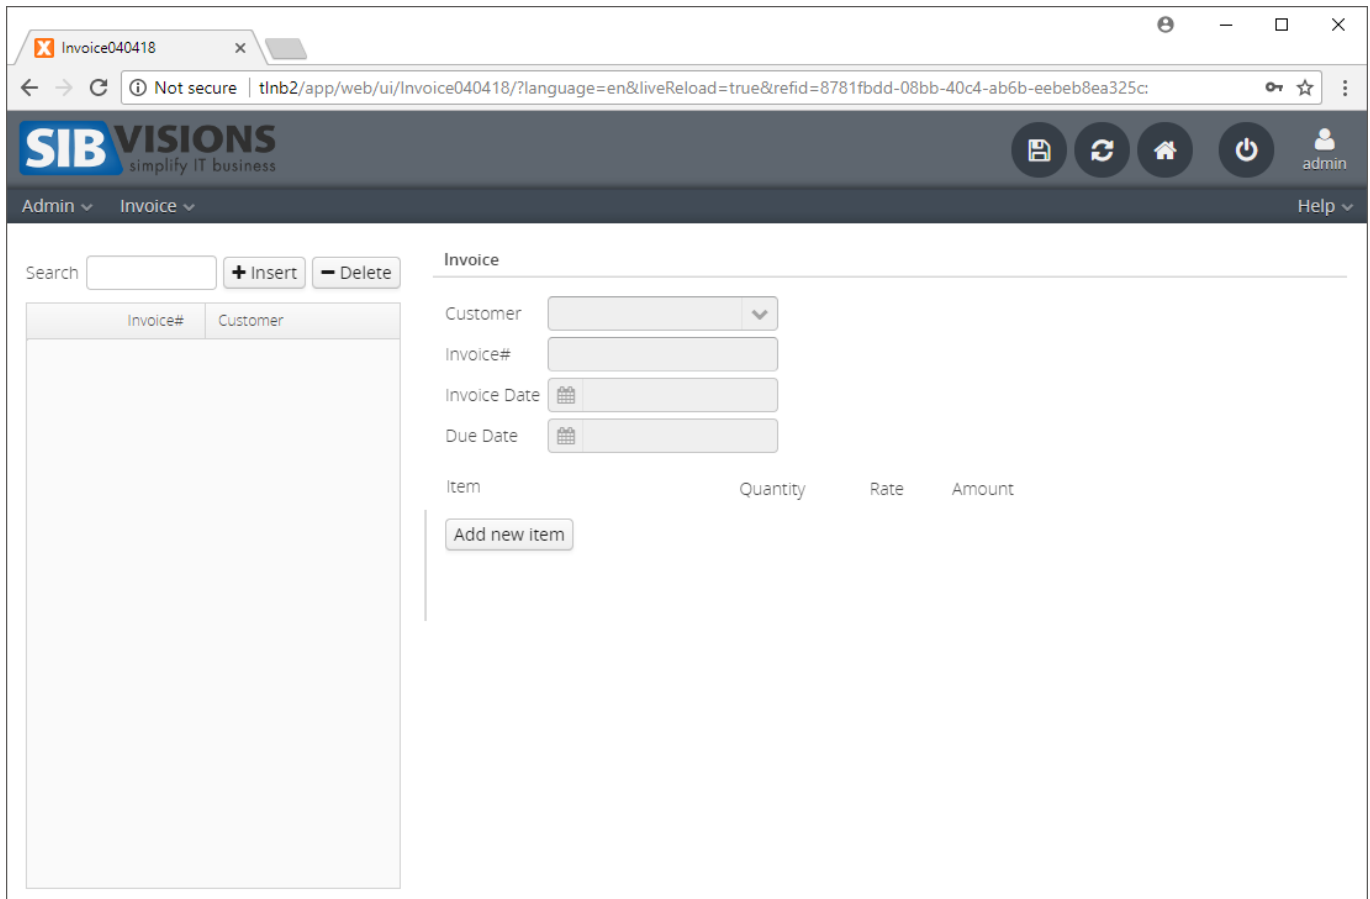 Invoice040418
Not secure | tlnb2/app/web/ui/Invoice040418/?language=en&liveReload=true&refid=8781fbdd-08bb-40c4-ab6b-eebeb8ea325c:
SIB VISIONS
simplify IT business
admin
Admin Invoice Help
Search Insert Delete
Invoice# Customer
Invoice
Customer
Invoice#
Invoice Date
Due Date
Item Quantity Rate Amount
Add new item